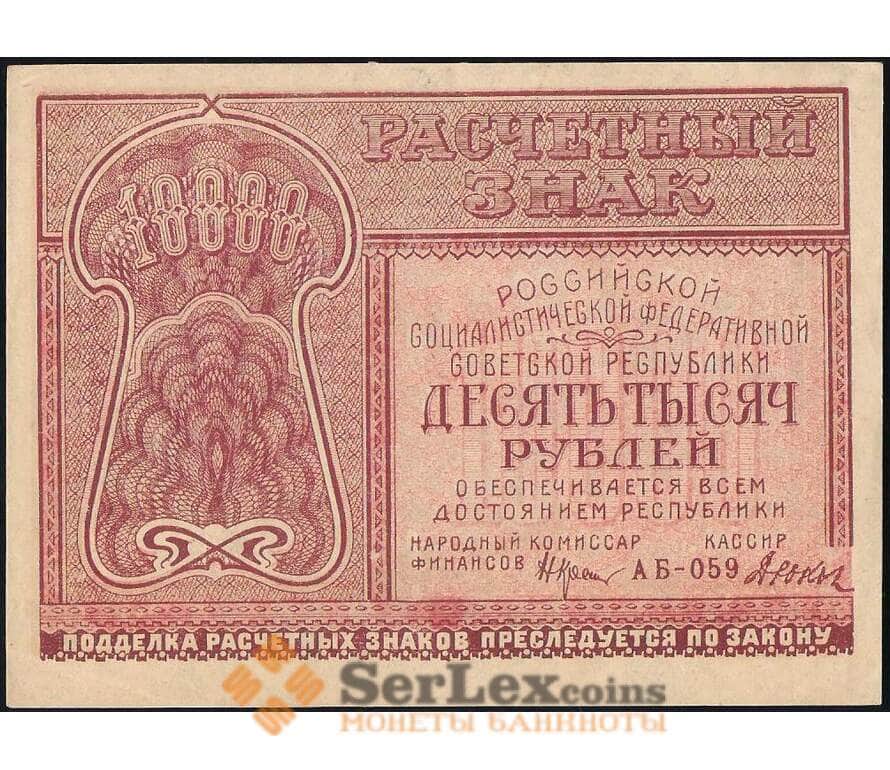 10000
РАСЧЕТНЫЙ
ЗНАК
РОССИЙСКОЙ
СОЦИАЛИСТИЧЕСКОЙ ФЕДЕРАТИВНОЙ
СОВЕТСКОЙ РЕСПУБЛИКИ
ДЕСЯТЬ ТЫСЯЧ
РУБЛЕЙ
ОБЕСПЕЧИВАЕТСЯ ВСЕМ
ДОСТОЯНИЕМ РЕСПУБЛИКИ
НАРОДНЫЙ КОМИССАР КАССИР
ФИНАНСОВ АБ-059
ПОДДЕЛКА РАСЧЕТНЫХ ЗНАКОВ ПРЕСЛЕДУЕТСЯ ПО ЗАКОНУ
SerLexcoins
МОНЕТЫ БАНКНОТЫ